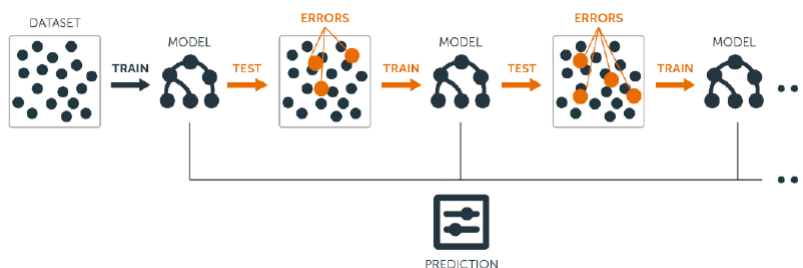 DATASET
TRAIN
MODEL
TEST
ERRORS
TRAIN
MODEL
TEST
ERRORS
TRAIN
MODEL
PREDICTION